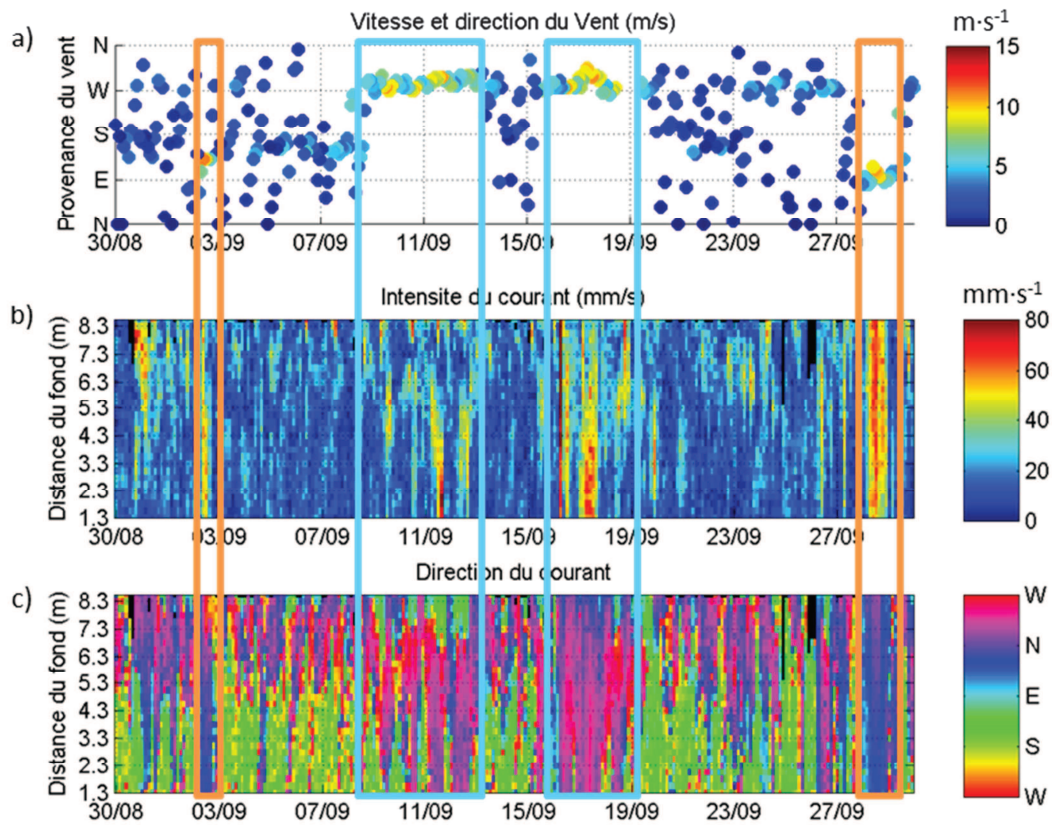 a)
Vitesse et direction du Vent (m/s)
m·s⁻¹
Provenance du vent
N
W
S
E
N
30/08 03/09 07/09 11/09 15/09 19/09 23/09 27/09
15
10
5
0
b)
Intensite du courant (mm/s)
mm·s⁻¹
Distance du fond (m)
8.3
7.3
6.3
5.3
4.3
3.3
2.3
1.3
30/08 03/09 07/09 11/09 15/09 19/09 23/09 27/09
80
60
40
20
0
c)
Direction du courant
Distance du fond (m)
8.3
7.3
6.3
5.3
4.3
3.3
2.3
1.3
30/08 03/09 07/09 11/09 15/09 19/09 23/09 27/09
W
N
E
S
W